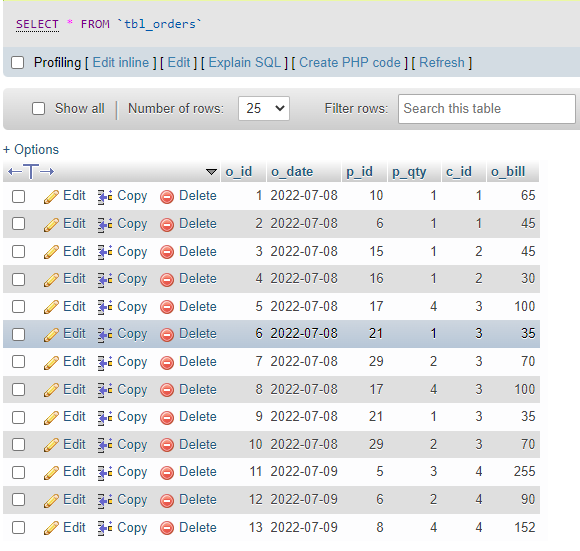 SELECT * FROM `tbl_orders`
Profiling [ Edit inline ] [ Edit ] [ Explain SQL ] [ Create PHP code ] [ Refresh ]
Show all Number of rows: 25 Filter rows: Search this table
+ Options
o_id o_date p_id p_qty c_id o_bill
Edit Copy Delete 1 2022-07-08 10 1 1 65
Edit Copy Delete 2 2022-07-08 6 1 1 45
Edit Copy Delete 3 2022-07-08 15 1 2 45
Edit Copy Delete 4 2022-07-08 16 1 2 30
Edit Copy Delete 5 2022-07-08 17 4 3 100
Edit Copy Delete 6 2022-07-08 21 1 3 35
Edit Copy Delete 7 2022-07-08 29 2 3 70
Edit Copy Delete 8 2022-07-08 17 4 3 100
Edit Copy Delete 9 2022-07-08 21 1 3 35
Edit Copy Delete 10 2022-07-08 29 2 3 70
Edit Copy Delete 11 2022-07-09 5 3 4 255
Edit Copy Delete 12 2022-07-09 6 2 4 90
Edit Copy Delete 13 2022-07-09 8 4 4 152